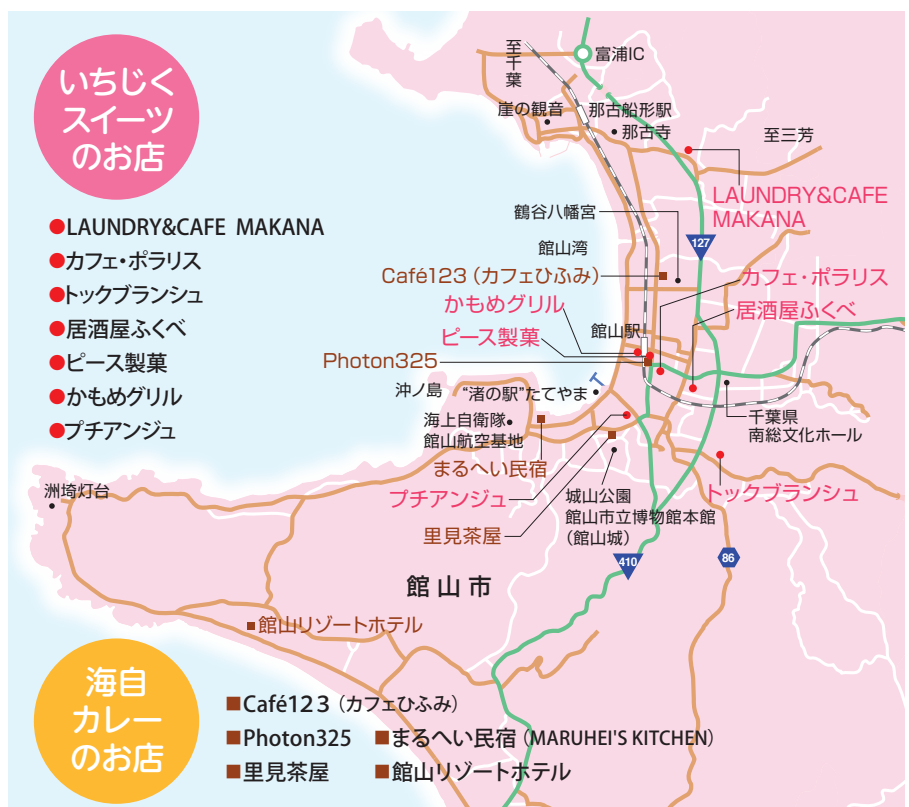 いちじく
スイーツ
のお店
●LAUNDRY&CAFE MAKANA
●カフェ・ポラリス
●トックブランシュ
●居酒屋ふくべ
●ピース製菓
●かもめグリル
●プチアンジュ
至千葉
富浦IC
崖の観音
那古船形駅
那古寺
至三芳
LAUNDRY&CAFE
MAKANA
鶴谷八幡宮
127
館山湾
Café123（カフェひふみ）
カフェ・ポラリス
かもめグリル
居酒屋ふくべ
館山駅
ピース製菓
Photon325
沖ノ島
“渚の駅”たてやま
海上自衛隊
館山航空基地
千葉県
南総文化ホール
まるへい民宿
プチアンジュ
トックブランシュ
洲埼灯台
城山公園
館山市立博物館本館
（館山城）
里見茶屋
410
86
館山市
館山リゾートホテル
海自
カレー
のお店
■Café123（カフェひふみ）
■Photon325 ■まるへい民宿（MARUHEI'S KITCHEN）
■里見茶屋 ■館山リゾートホテル